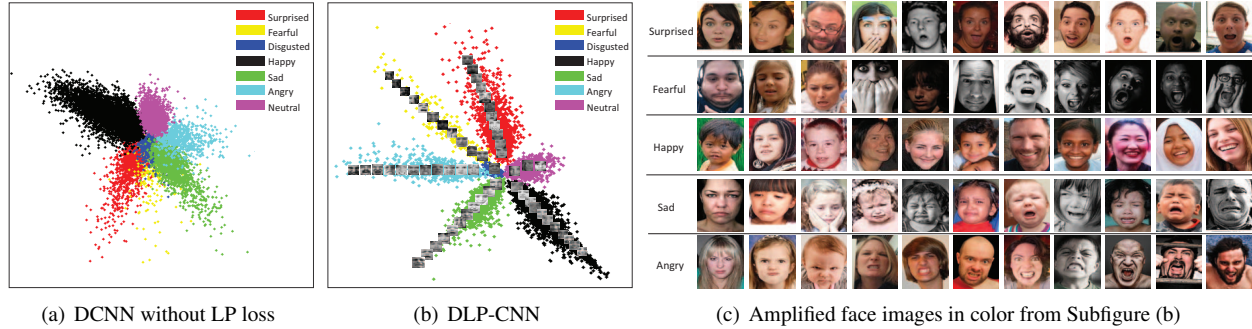 Surprised
Fearful
Disgusted
Happy
Sad
Angry
Neutral
(a) DCNN without LP loss
Surprised
Fearful
Disgusted
Happy
Sad
Angry
Neutral
(b) DLP-CNN
Surprised
Fearful
Happy
Sad
Angry
(c) Amplified face images in color from Subfigure (b)